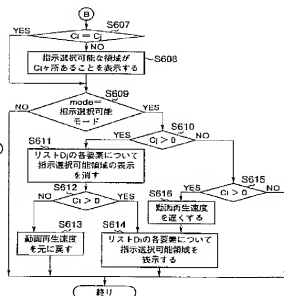 B
S607
YES
Ci = Cj
NO
S608
指示選択可能な領域が
Ciヶ所あることを表示する
S609
NO
mode=
指示選択可能
モード
YES
S610
S611
YES
Cj > 0
NO
リストDjの各要素について
指示選択可能領域の表示
を消す
S615
S612
NO
Ci > 0
YES
S616
YES
Ci > 0
NO
動画再生速度
を遅くする
S613
S614
動画再生速度
を元に戻す
リストDiの各要素について
指示選択可能領域を
表示する
終り